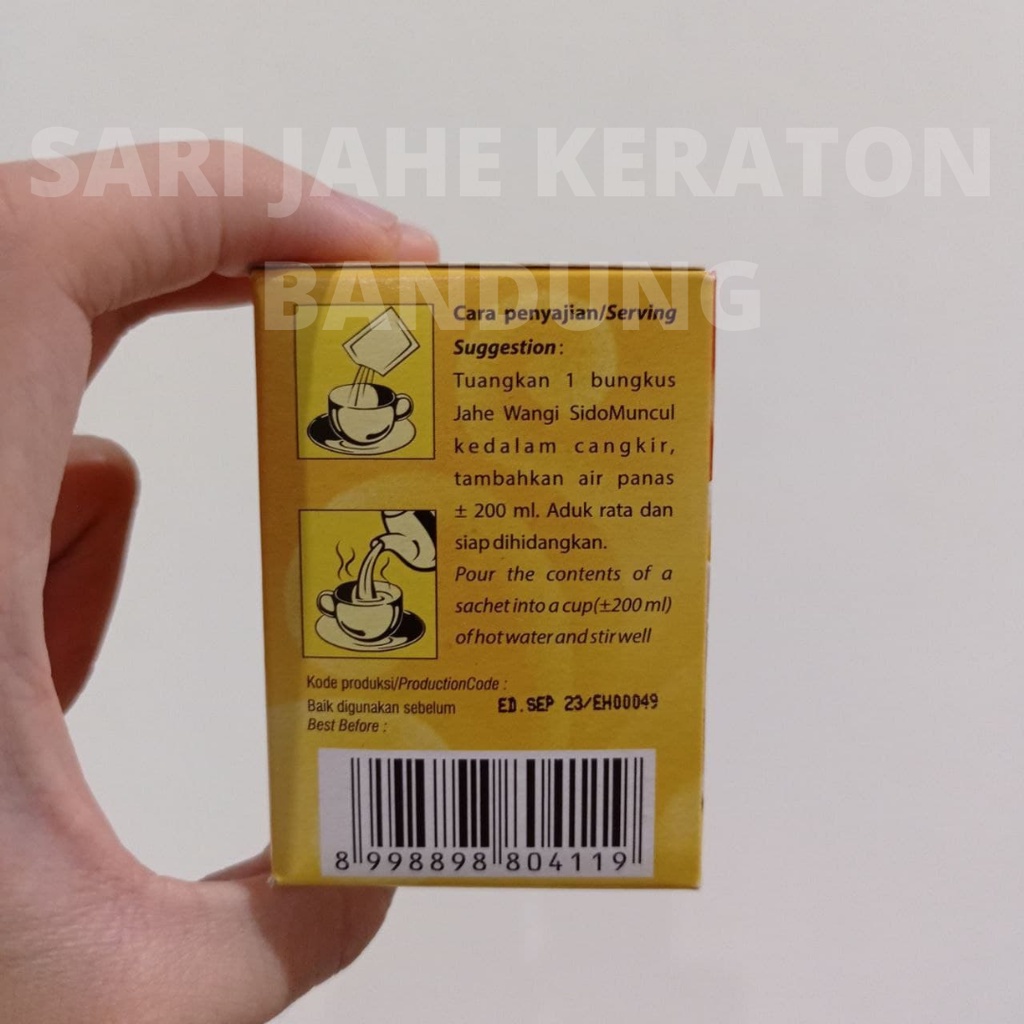 SARI JAHE KERATON
BANDUNG
Cara penyajian/Serving
Suggestion:
Tuangkan 1 bungkus
Jahe Wangi SidoMuncul
kedalam cangkir,
tambahkan air panas
± 200 ml. Aduk rata dan
siap dihidangkan.
Pour the contents of a
sachet into a cup (±200 ml)
of hot water and stir well
Kode produksi/ProductionCode :
Baik digunakan sebelum ED.SEP 23/EH00049
Best Before :
8 998898 804119